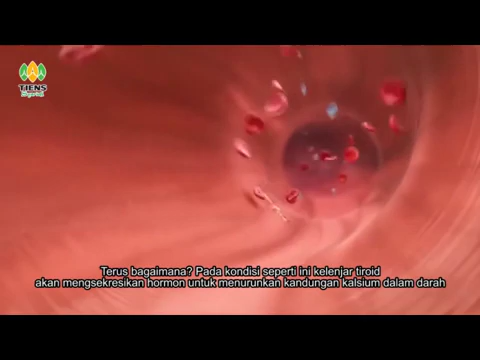 TIENS
Terus bagaimana? Pada kondisi seperti ini kelenjar tiroid
akan mengsekresikan hormon untuk menurunkan kandungan kalsium dalam darah